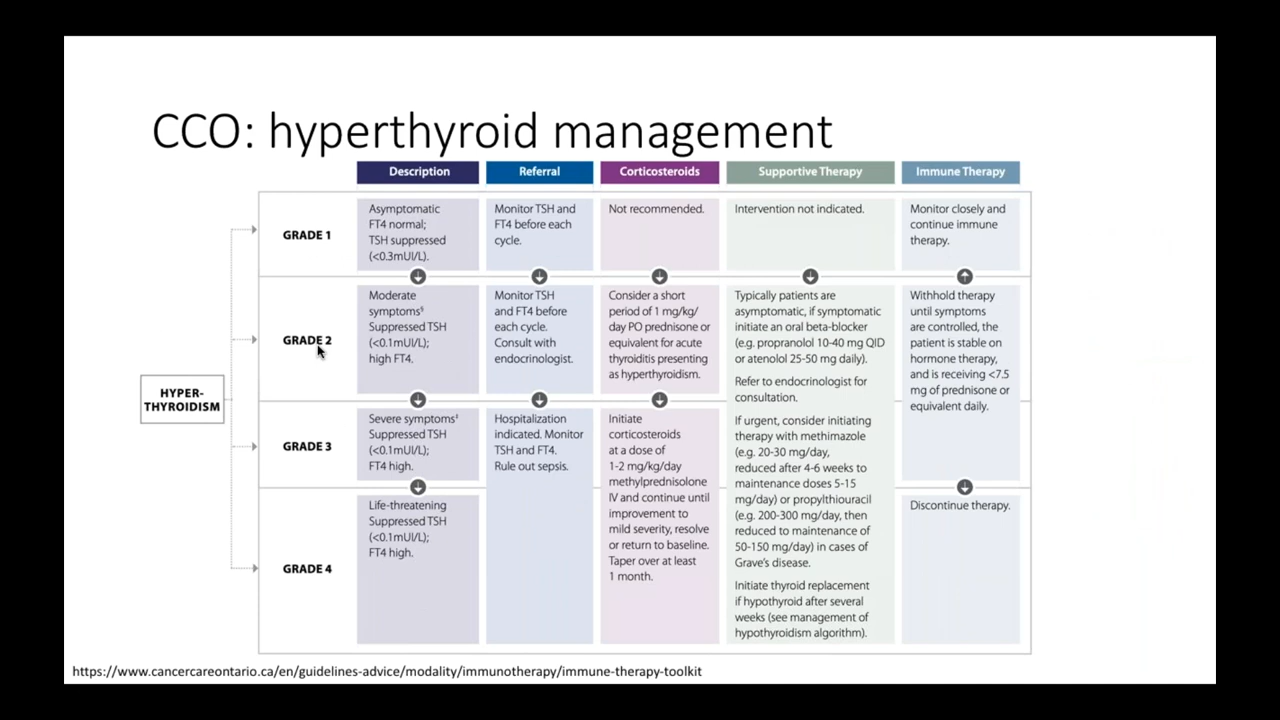 CCO: hyperthyroid management
Description
Referral
Corticosteroids
Supportive Therapy
Immune Therapy
HYPER-
THYROIDISM
GRADE 1
Asymptomatic
FT4 normal;
TSH suppressed
(<0.3mUI/L).
Monitor TSH and
FT4 before each
cycle.
Not recommended.
Intervention not indicated.
Monitor closely and
continue immune
therapy.
GRADE 2
Moderate
symptoms§
Suppressed TSH
(<0.1mUI/L);
high FT4.
Monitor TSH
and FT4 before
each cycle.
Consult with
endocrinologist.
Consider a short
period of 1 mg/kg/
day PO prednisone or
equivalent for acute
thyroiditis presenting
as hyperthyroidism.
Typically patients are
asymptomatic, if symptomatic
initiate an oral beta-blocker
(e.g. propranolol 10-40 mg QID
or atenolol 25-50 mg daily).
Refer to endocrinologist for
consultation.
If urgent, consider initiating
therapy with methimazole
(e.g. 20-30 mg/day,
reduced after 4-6 weeks to
maintenance doses 5-15
mg/day) or propylthiouracil
(e.g. 200-300 mg/day, then
reduced to maintenance of
50-150 mg/day) in cases of
Grave's disease.
Initiate thyroid replacement
if hypothyroid after several
weeks (see management of
hypothyroidism algorithm).
Withhold therapy
until symptoms
are controlled, the
patient is stable on
hormone therapy,
and is receiving <7.5
mg of prednisone or
equivalent daily.
GRADE 3
Severe symptoms‡
Suppressed TSH
(<0.1mUI/L);
FT4 high.
Hospitalization
indicated. Monitor
TSH and FT4.
Rule out sepsis.
Initiate
corticosteroids
at a dose of
1-2 mg/kg/day
methylprednisolone
IV and continue until
improvement to
mild severity, resolve
or return to baseline.
Taper over at least
1 month.
GRADE 4
Life-threatening
Suppressed TSH
(<0.1mUI/L);
FT4 high.
Discontinue therapy.
https://www.cancercareontario.ca/en/guidelines-advice/modality/immunotherapy/immune-therapy-toolkit